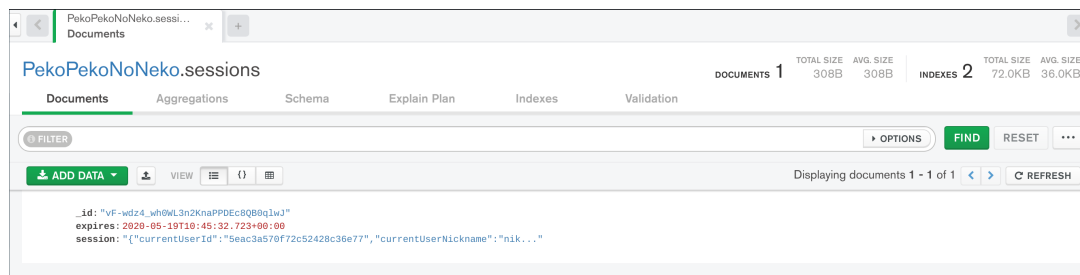 PekoPekoNoNeko.sessi...
Documents
PekoPekoNoNeko.sessions
DOCUMENTS 1 TOTAL SIZE 308B AVG. SIZE 308B INDEXES 2 TOTAL SIZE 72.0KB AVG. SIZE 36.0KB
Documents Aggregations Schema Explain Plan Indexes Validation
FILTER OPTIONS FIND RESET ...
ADD DATA VIEW {} Displaying documents 1 - 1 of 1 REFRESH
_id: "vF-wdz4_wh0WL3n2KnaPPDEc8QB0qlwJ"
expires: 2020-05-19T10:45:32.723+00:00
session: "{"currentUserId":"5eac3a570f72c52428c36e77","currentUserNickname":"nik..."